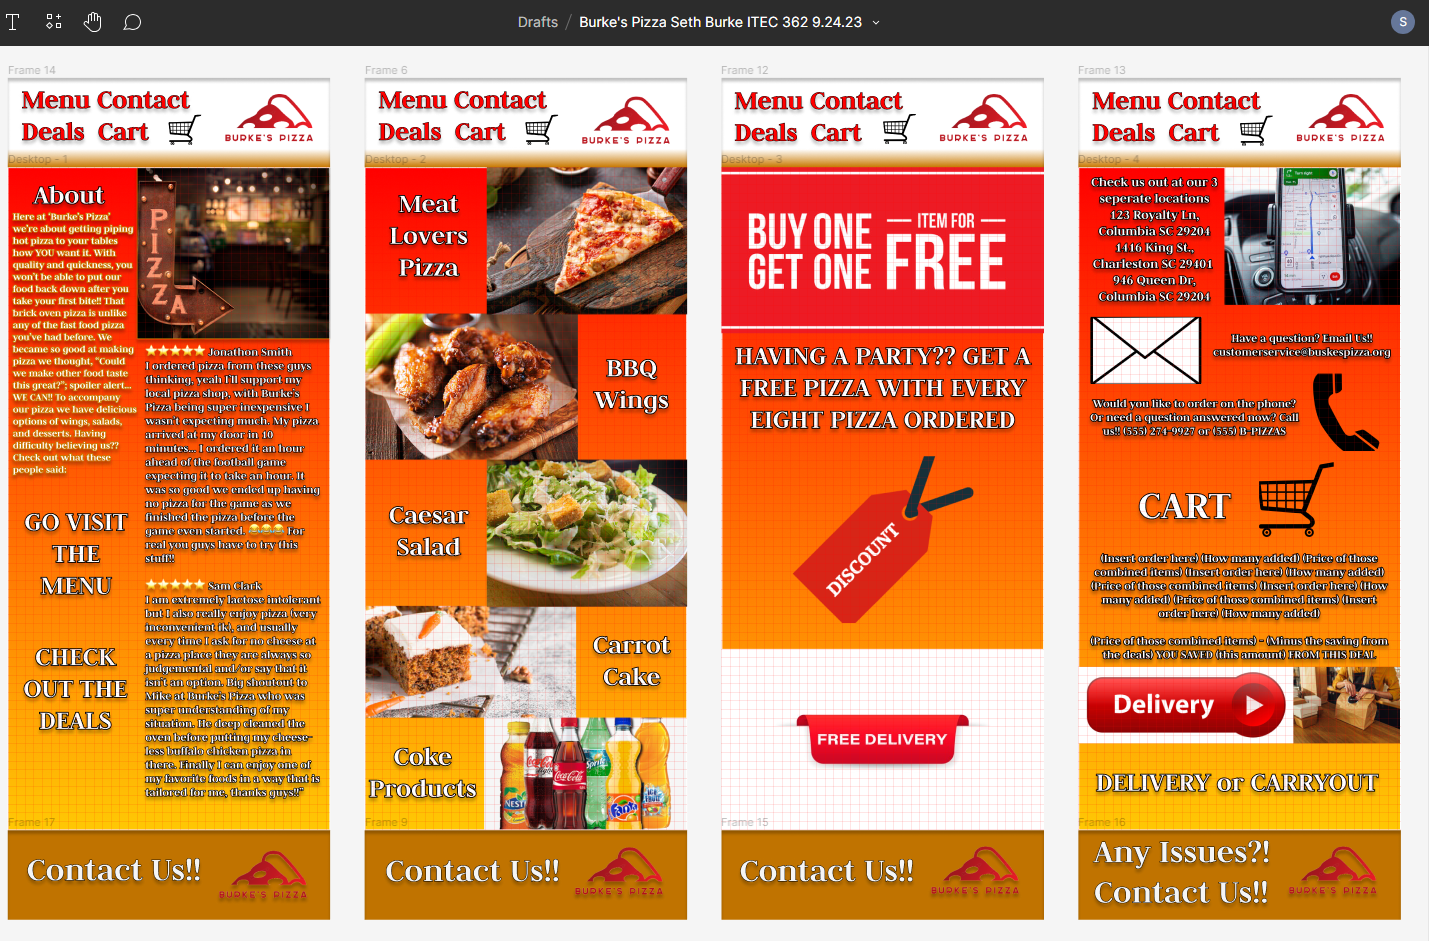 Drafts / Burke's Pizza Seth Burke ITEC 362 9.24.23
S
Frame 14
Menu Contact
Deals Cart
BURKE'S PIZZA
Desktop - 1
About
Here at 'Burke's Pizza'
we're about getting piping
hot pizza to your tables
how YOU want it. With
quality and quickness, you
won't be able to put our
food back down after you
take your first bite!! That
brick oven pizza is unlike
any of the fast food pizza
you've had before. We
became so good at making
pizza we thought, "Could
we make other food taste
this great?"; spoiler alert...
WE CAN!! To accompany
our pizza we have delicious
options of wings, salads,
and desserts. Having
difficulty believing us??
Check out what these
people said:
GO VISIT
THE
MENU
CHECK
OUT THE
DEALS
PIZZA
⭐⭐⭐⭐⭐ Jonathon Smith
I ordered pizza from these guys
thinking, yeah I'll support my
local pizza shop, with Burke's
Pizza being super inexpensive I
wasn't expecting much. My pizza
arrived at my door in 10
minutes... I ordered it an hour
ahead of the football game
expecting it to take an hour. It
was so good we ended up having
no pizza for the game as we
finished the pizza before the
game even started. 😂😂😂 For
real you guys have to try this
stuff!!
⭐⭐⭐⭐⭐ Sam Clark
I am extremely lactose intolerant
but I also really enjoy pizza (very
inconvenient ik), and usually
every time I ask for no cheese at
a pizza place they are always so
judgemental and/or say that it
isn't an option. Big shoutout to
Mike at Burke's Pizza who was
super understanding of my
situation. He deep cleaned the
oven before putting my cheese-
less buffalo chicken pizza in
there. Finally I can enjoy one of
my favorite foods in a way that is
tailored for me, thanks guys!!"
Frame 17
Contact Us!!
BURKE'S PIZZA
Frame 6
Menu Contact
Deals Cart
BURKE'S PIZZA
Desktop - 2
Meat
Lovers
Pizza
BBQ
Wings
Caesar
Salad
Carrot
Cake
Coke
Products
NESTEA
Coca-Cola
Coca-Cola
Sprite
Fanta
Frame 9
Contact Us!!
BURKE'S PIZZA
Frame 12
Menu Contact
Deals Cart
BURKE'S PIZZA
Desktop - 3
BUY ONE
GET ONE
ITEM FOR
FREE
HAVING A PARTY?? GET A
FREE PIZZA WITH EVERY
EIGHT PIZZA ORDERED
DISCOUNT
FREE DELIVERY
Frame 15
Contact Us!!
BURKE'S PIZZA
Frame 13
Menu Contact
Deals Cart
BURKE'S PIZZA
Desktop - 4
Check us out at our 3
seperate locations
123 Royalty Ln,
Columbia SC 29204
1416 King St.,
Charleston SC 29401
946 Queen Dr,
Columbia SC 29204
Turn right
Have a question? Email Us!!
customerservice@buskespizza.org
Would you like to order on the phone?
Or need a question answered now? Call
us!! (555) 274-9927 or (555) B-PIZZAS
CART
(Insert order here) (How many added) (Price of those
combined items) (Insert order here) (How many added)
(Price of those combined items) (Insert order here) (How
many added) (Price of those combined items) (Insert
order here) (How many added)
(Price of those combined items) - (Minus the saving from
the deals) YOU SAVED (this amount) FROM THIS DEAL
Delivery
DELIVERY or CARRYOUT
Frame 16
Any Issues?!
Contact Us!!
BURKE'S PIZZA